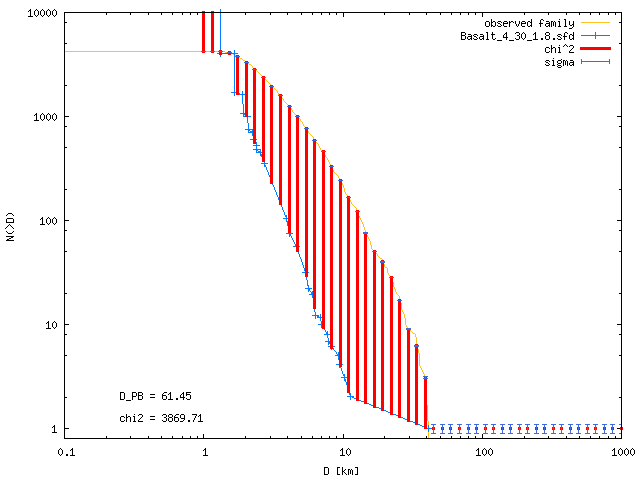 observed family
Basalt_4_30_1.8.sfd
chi^2
sigma
10000
1000
100
10
1
N(>D)
D_PB = 61.45
chi2 = 3869.71
0.1 1 10 100 1000
D [km]